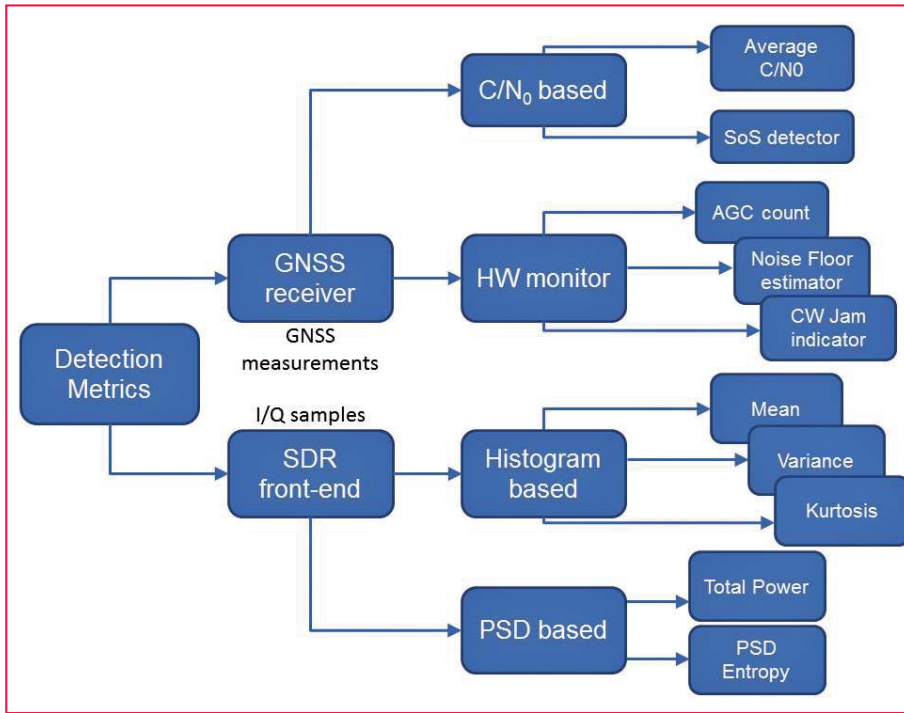 Average
C/N0
C/N₀ based
SoS detector
AGC count
GNSS
receiver
HW monitor
Noise Floor
estimator
CW Jam
indicator
GNSS
measurements
Detection
Metrics
I/Q samples
SDR
front-end
Histogram
based
Mean
Variance
Kurtosis
PSD based
Total Power
PSD
Entropy